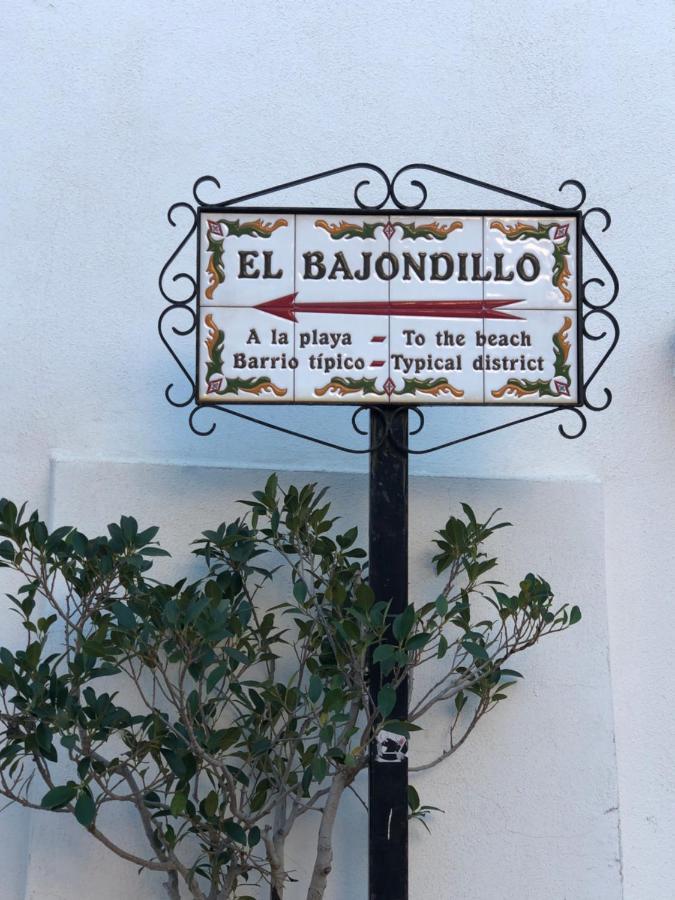 EL BAJONDILLO
A la playa - To the beach
Barrio típico - Typical district